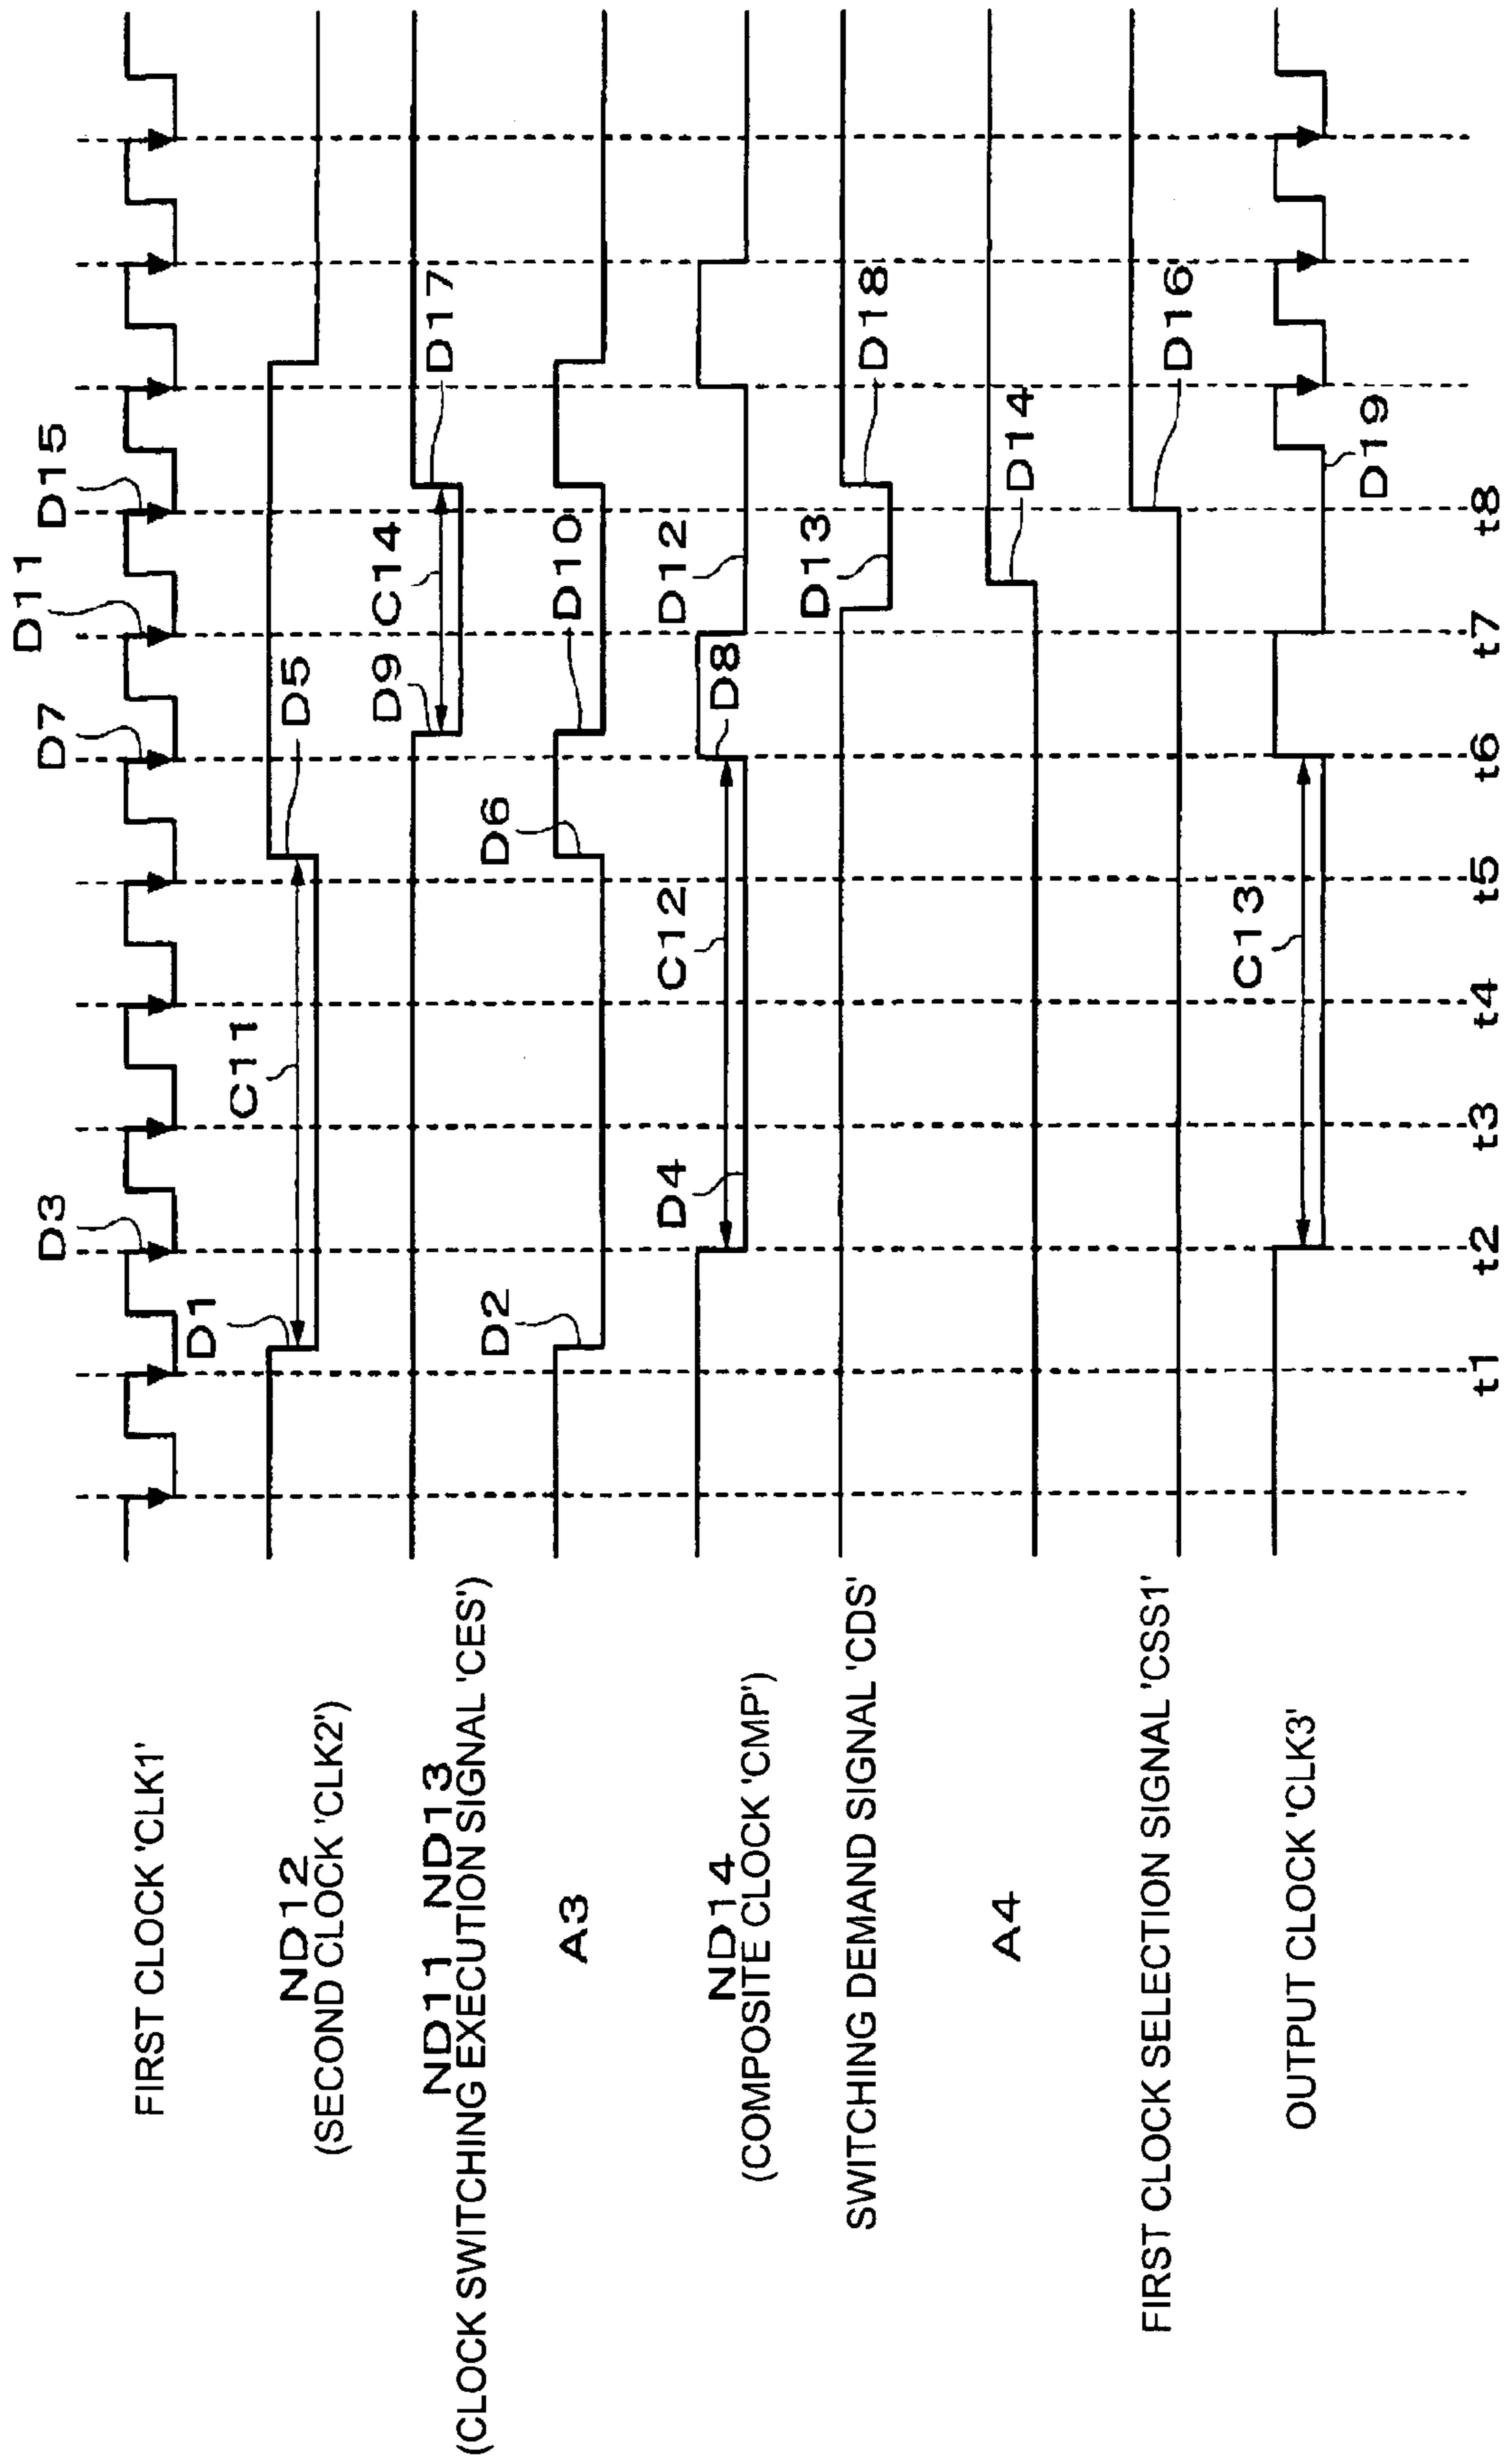 D3
D7
D11
D15
FIRST CLOCK 'CLK1'
D1
C11
D5
ND12
(SECOND CLOCK 'CLK2')
D9
C14
D17
ND11 ND13
(CLOCK SWITCHING EXECUTION SIGNAL 'CES')
D2
D6
D10
A3
D4
C12
D8
D12
ND14
(COMPOSITE CLOCK 'CMP')
D13
D18
SWITCHING DEMAND SIGNAL 'CDS'
D14
A4
D16
FIRST CLOCK SELECTION SIGNAL 'CSS1'
C13
OUTPUT CLOCK 'CLK3'
D19
t1 t2 t3 t4 t5 t6 t7 t8